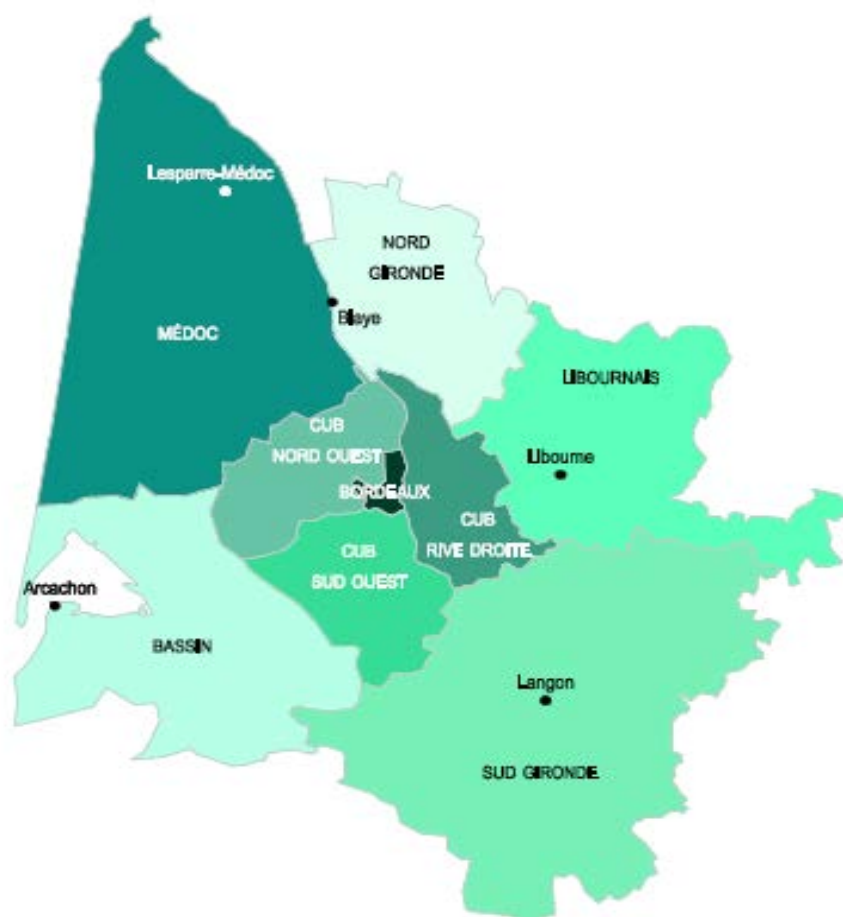 Lesparre-Médoc
NORD
GIRONDE
Blaye
MÉDOC
LIBOURNAIS
CUB
NORD OUEST
Libourne
BORDEAUX
CUB
RIVE DROITE
CUB
SUD OUEST
Arcachon
BASSIN
Langon
SUD GIRONDE